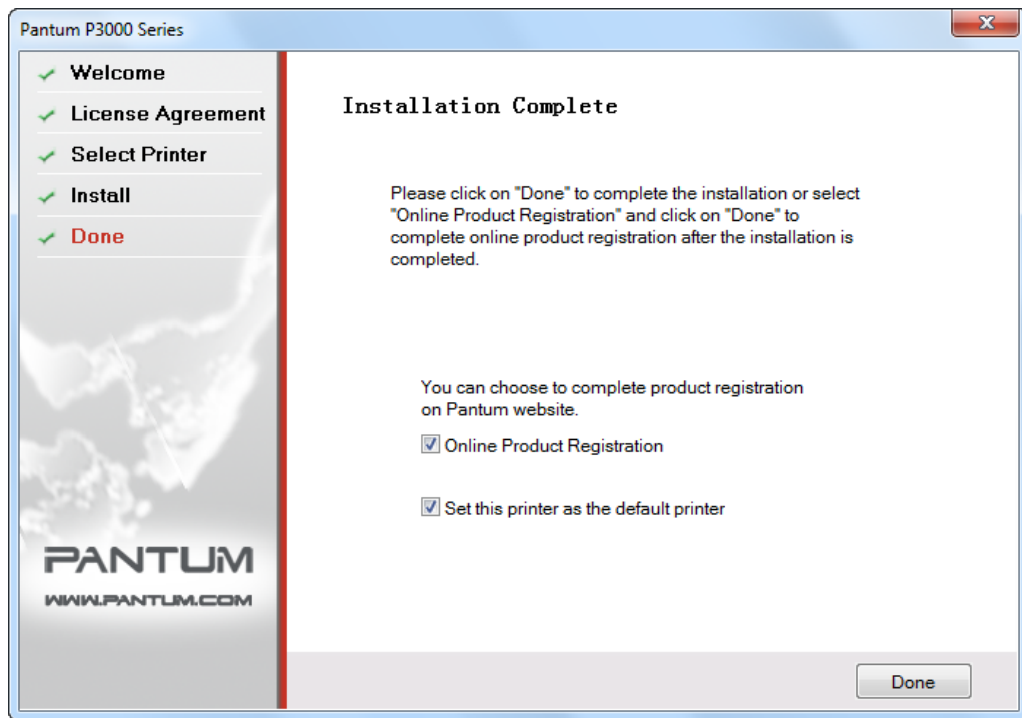 Pantum P3000 Series
Welcome
License Agreement
Select Printer
Install
Done
PANTUM
WWW.PANTUM.COM
Installation Complete
Please click on "Done" to complete the installation or select
"Online Product Registration" and click on "Done" to
complete online product registration after the installation is
completed.
You can choose to complete product registration
on Pantum website.
Online Product Registration
Set this printer as the default printer
Done